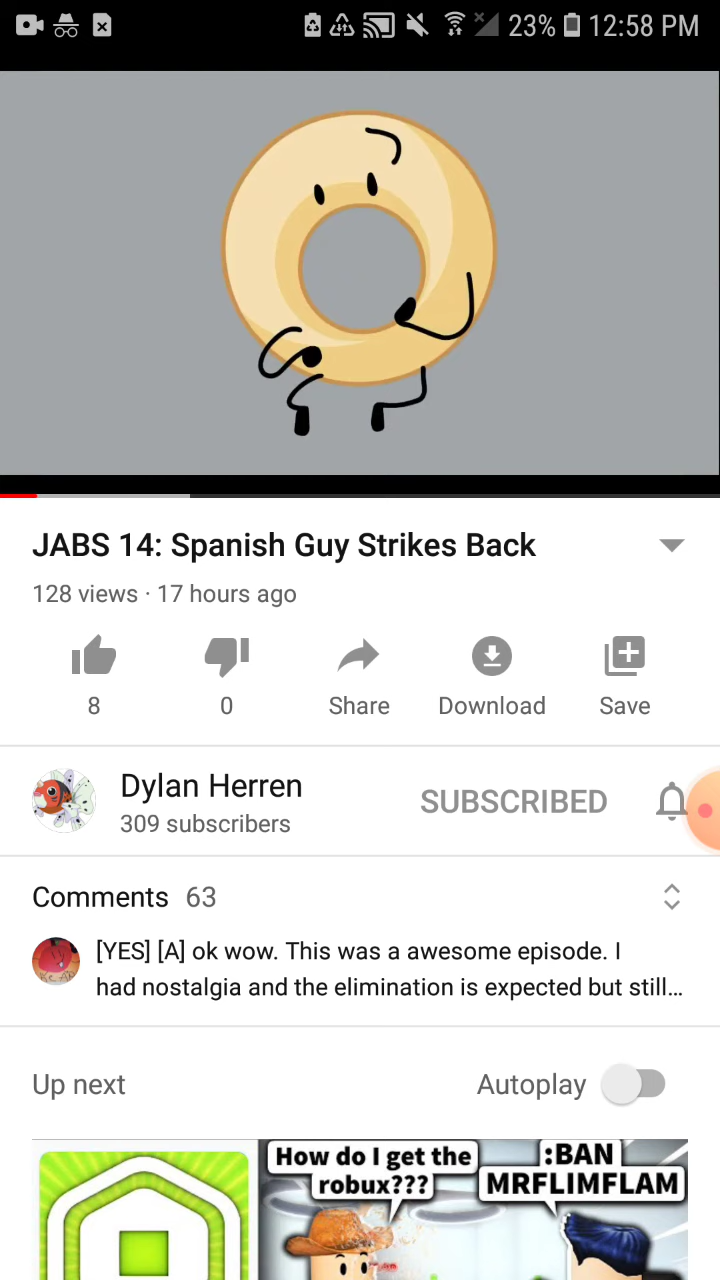 23% 12:58 PM
JABS 14: Spanish Guy Strikes Back
128 views · 17 hours ago
8 0 Share Download Save
Dylan Herren
309 subscribers
SUBSCRIBED
Comments 63
[YES] [A] ok wow. This was a awesome episode. I
had nostalgia and the elimination is expected but still...
Up next Autoplay
How do I get the
robux???
:BAN
MRFLIMFLAM